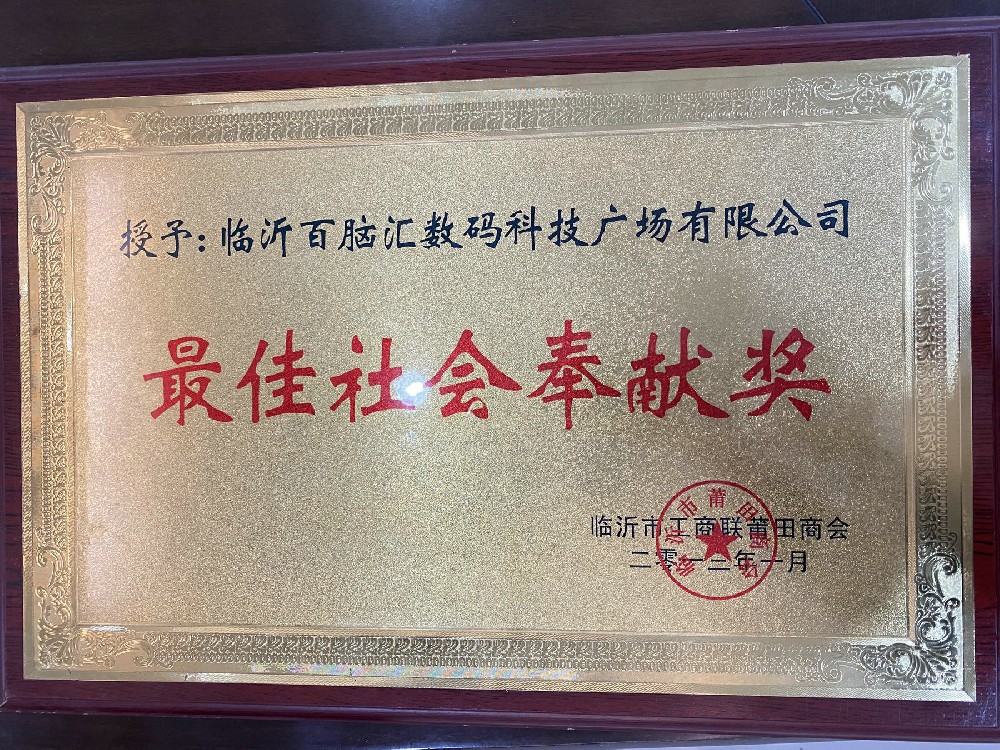 授予:临沂百脑汇数码科技广场有限公司
最佳社会奉献奖
临沂市工商联莆田商会
二零一二年一月